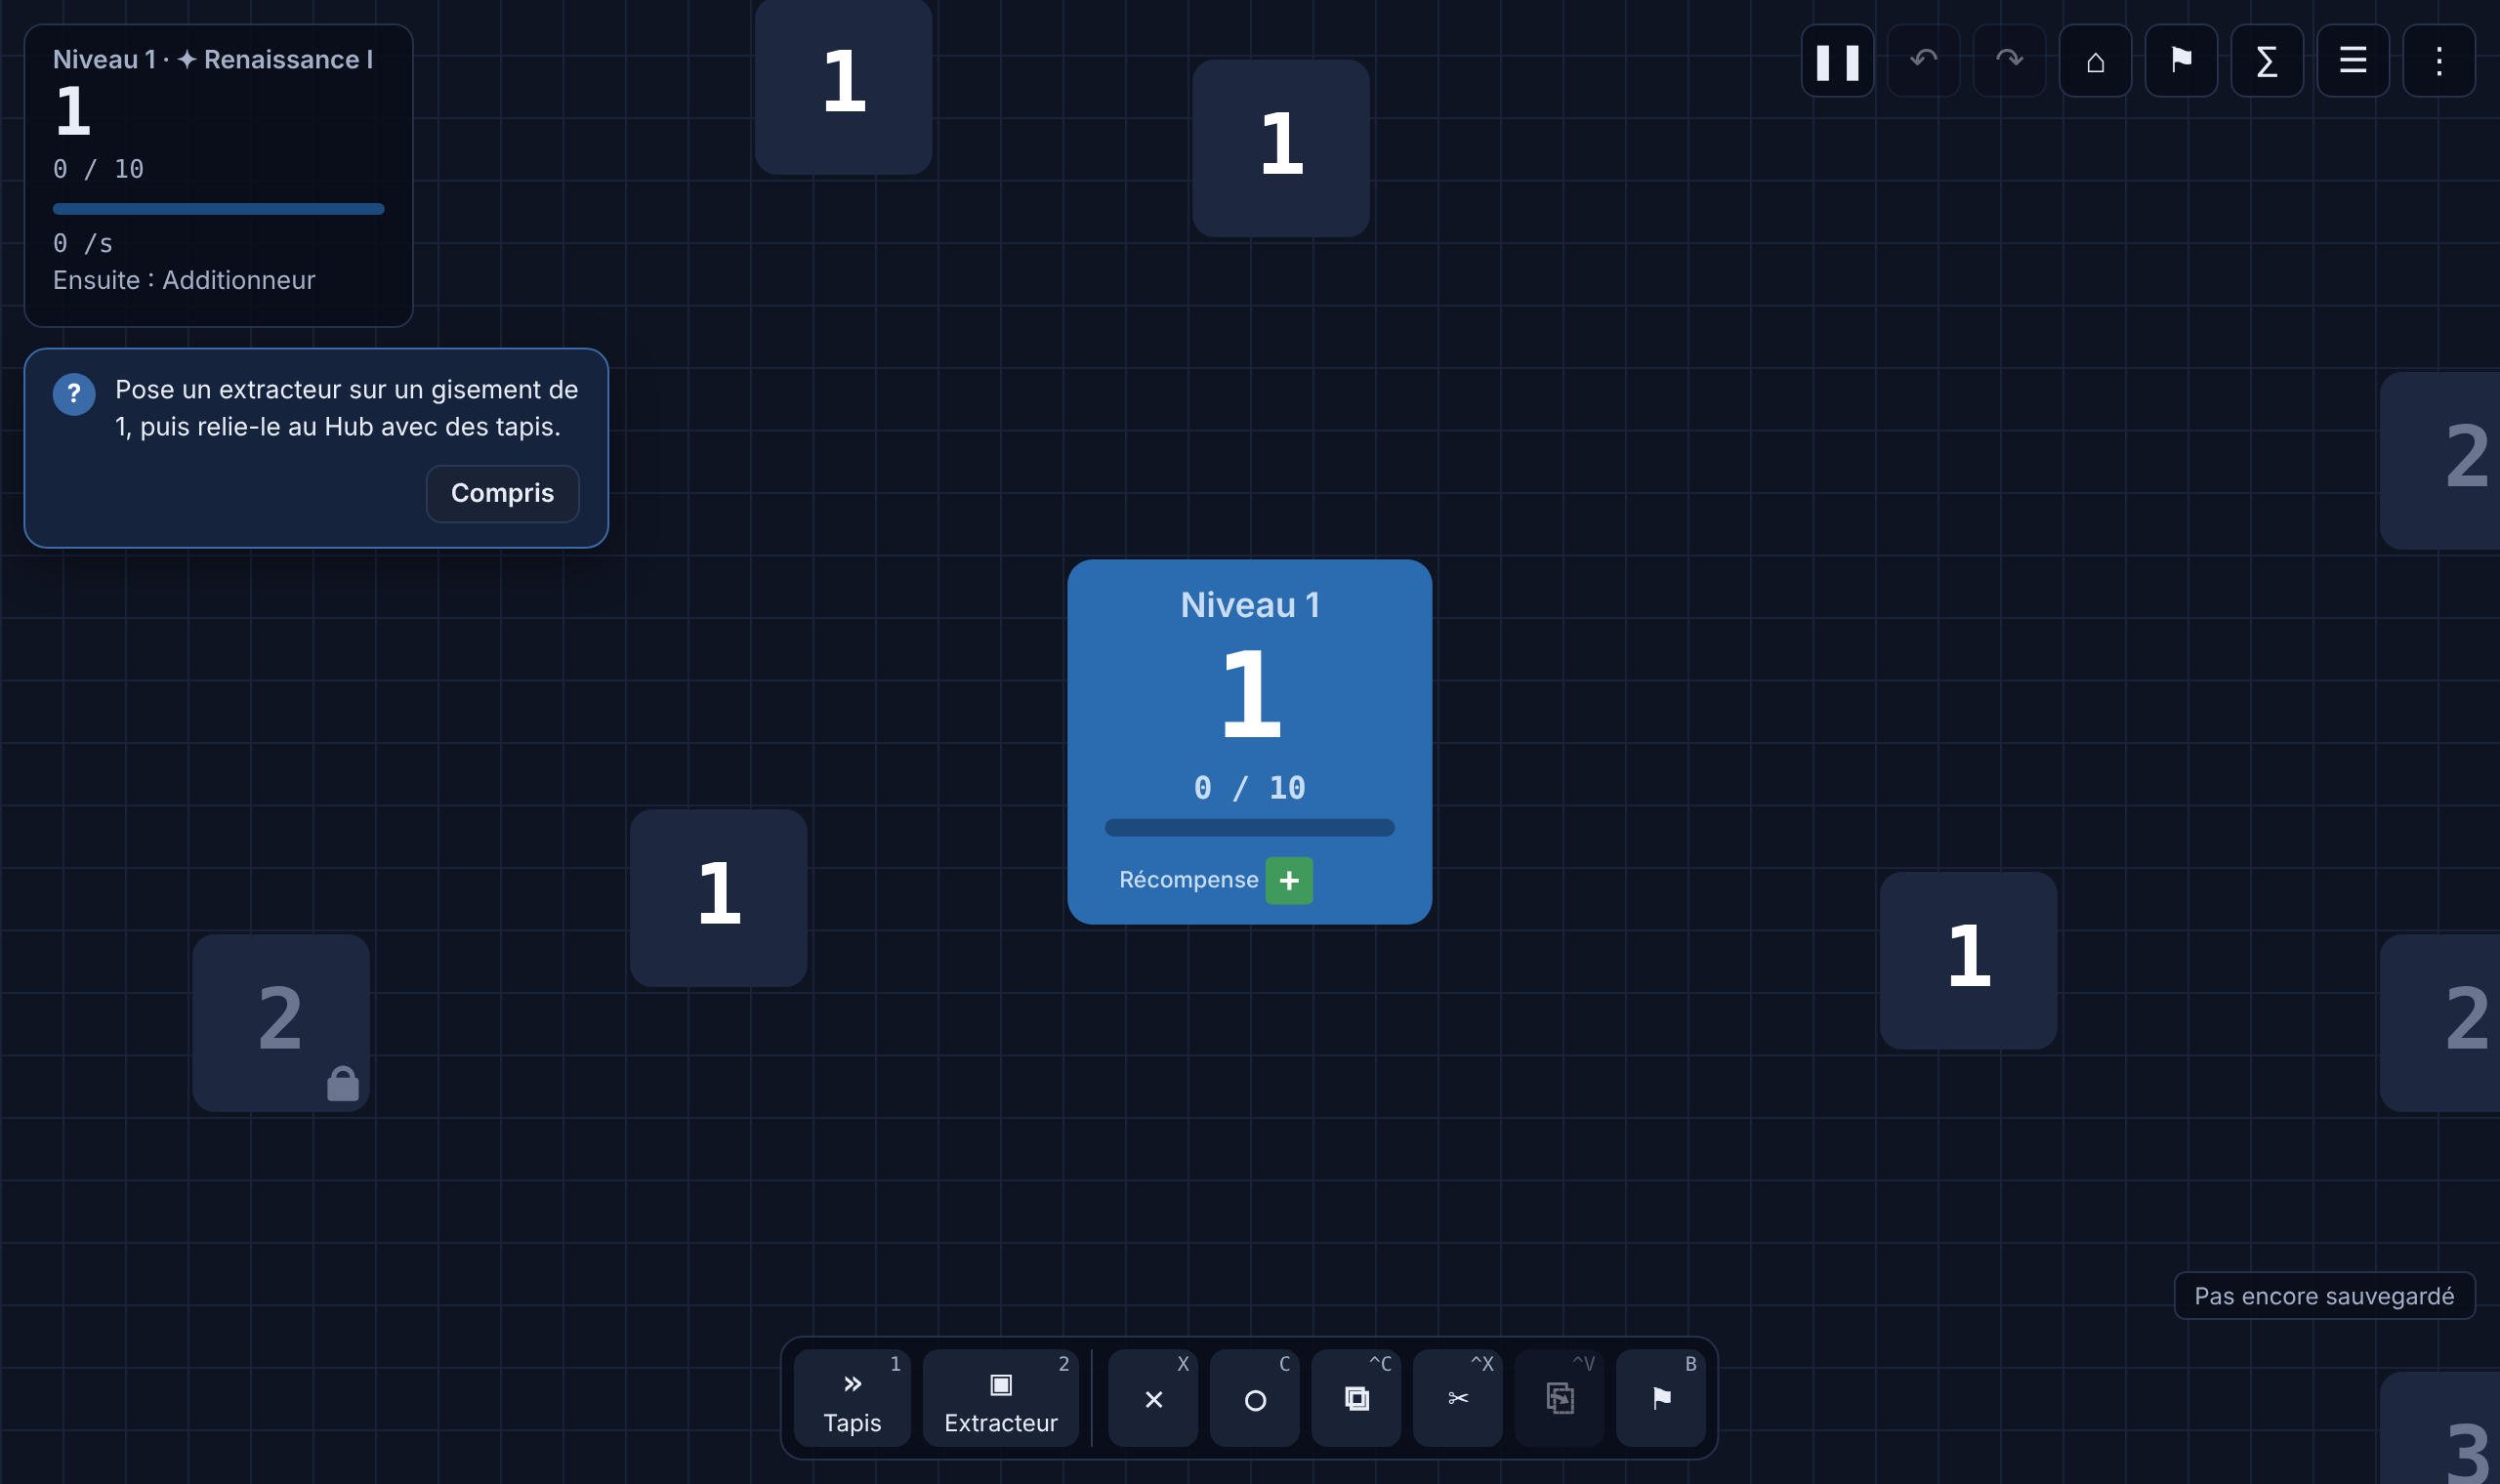 Niveau 1 · ✦ Renaissance I
1
0 / 10
0 /s
Ensuite : Additionneur
? Pose un extracteur sur un gisement de
1, puis relie-le au Hub avec des tapis.
Compris
1
1
2
Niveau 1
1
0 / 10
Récompense +
1
1
2
2
3
Pas encore sauvegardé
1
» Tapis
2
Extracteur
X
C
^C
^X
^V
B